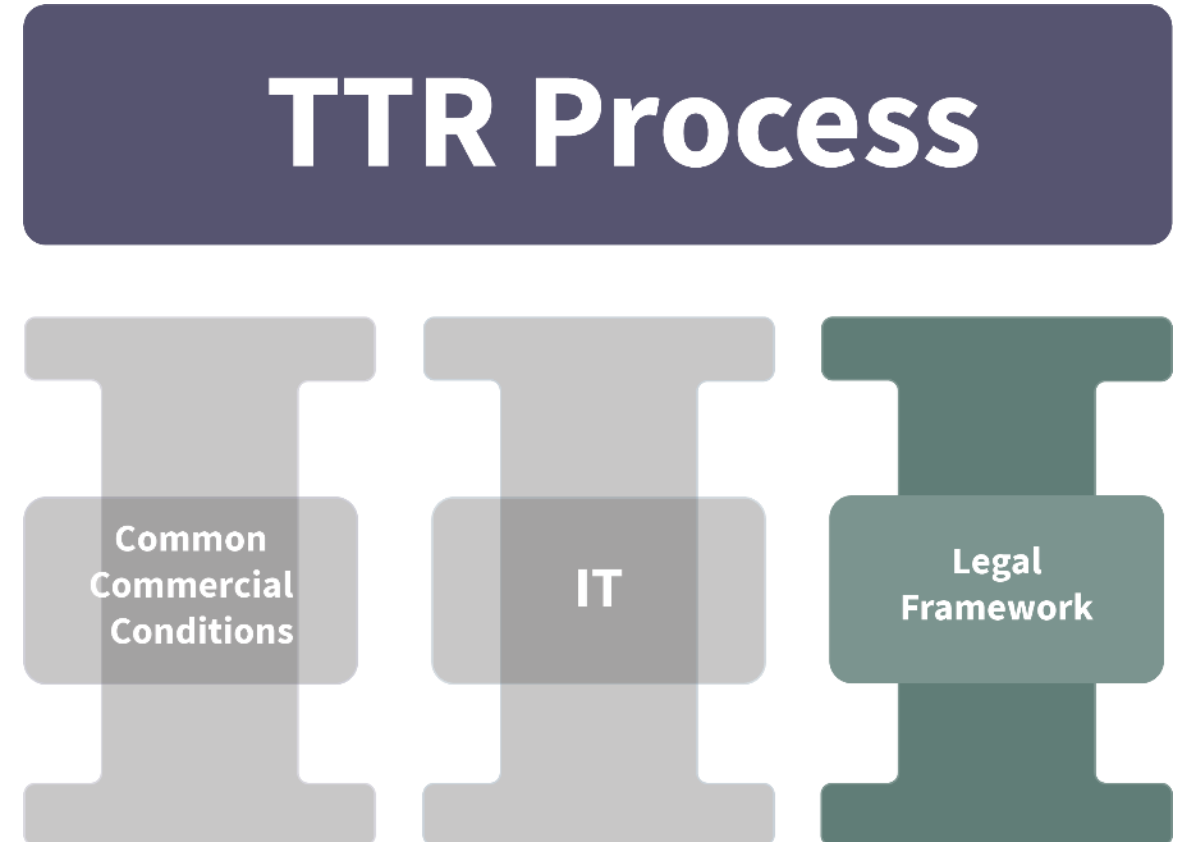 TTR Process
Common
Commercial
Conditions
IT
Legal
Framework